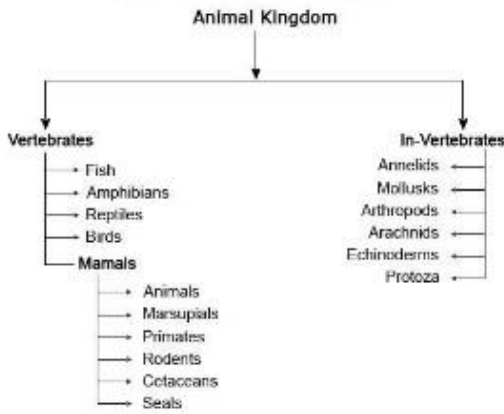 Animal Kingdom
Vertebrates
Fish
Amphibians
Reptiles
Birds
Mamals
Animals
Marsupials
Primates
Rodents
Cetaceans
Seals
In-Vertebrates
Annelids
Mollusks
Arthropods
Arachnids
Echinoderms
Protoza